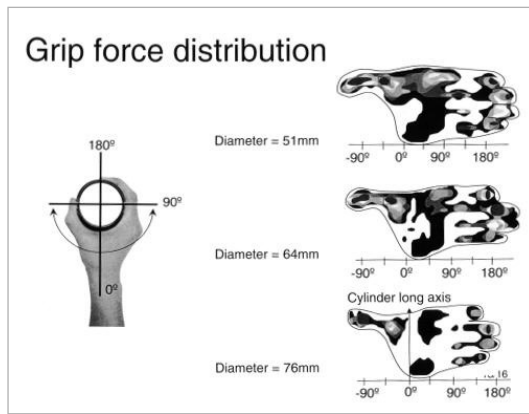 Grip force distribution
180º
90º
0º
Diameter = 51mm
-90º 0º 90º 180º
Diameter = 64mm
-90º 0º 90º 180º
Cylinder long axis
Diameter = 76mm
-90º 0º 90º